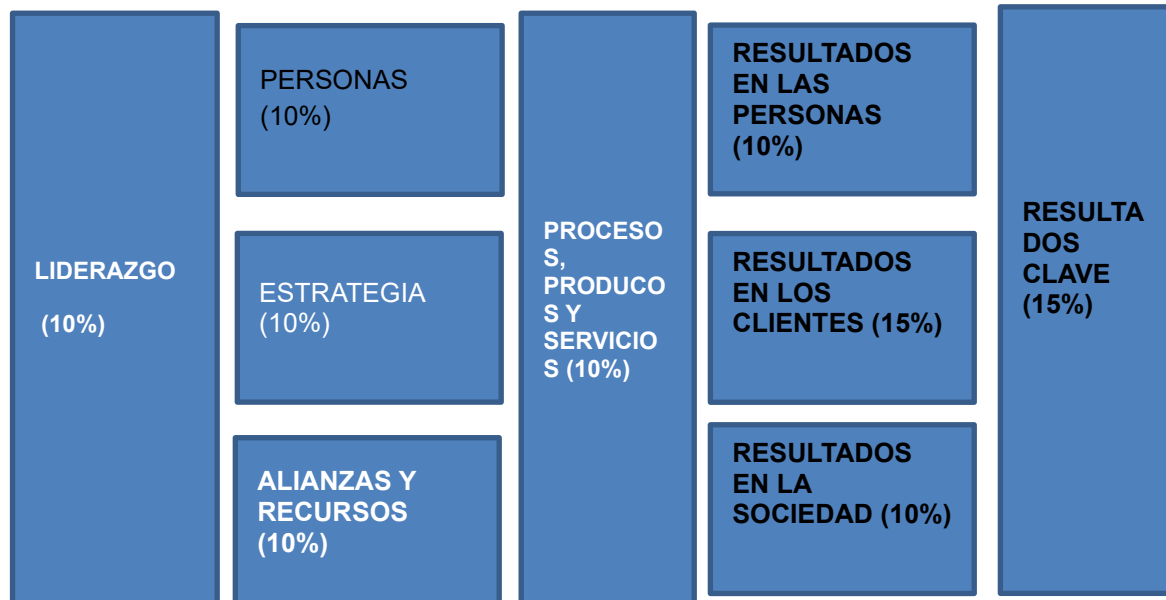 LIDERAZGO
(10%)
PERSONAS
(10%)
ESTRATEGIA
(10%)
ALIANZAS Y
RECURSOS
(10%)
PROCESO
S,
PRODUCO
S Y
SERVICIO
S (10%)
RESULTADOS
EN LAS
PERSONAS
(10%)
RESULTADOS
EN LOS
CLIENTES (15%)
RESULTADOS
EN LA
SOCIEDAD (10%)
RESULTA
DOS
CLAVE
(15%)